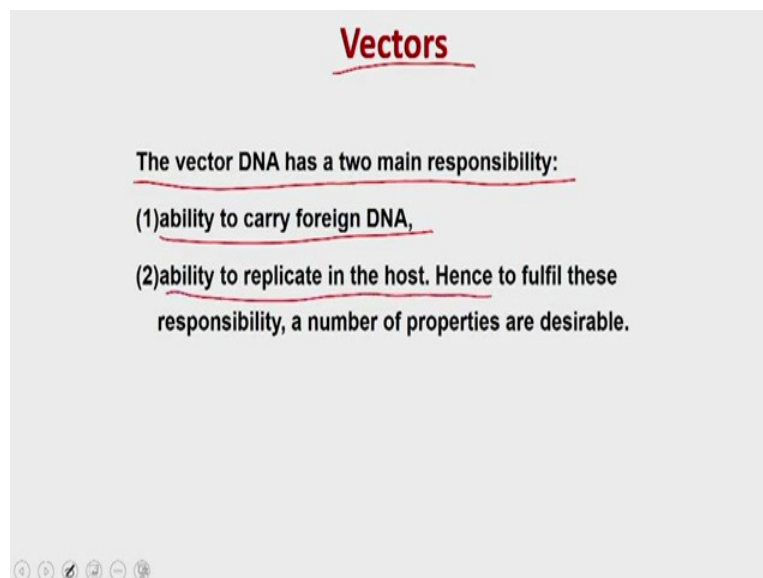 Vectors
The vector DNA has a two main responsibility:
(1)ability to carry foreign DNA,
(2)ability to replicate in the host. Hence to fulfil these
responsibility, a number of properties are desirable.